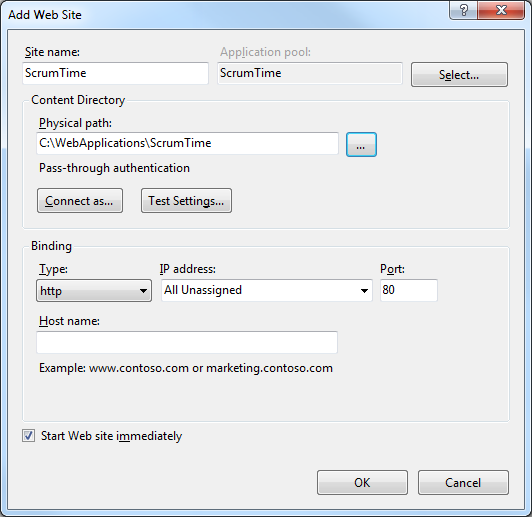 Add Web Site
Site name:
Application pool:
ScrumTime
ScrumTime
Select...
Content Directory
Physical path:
C:\WebApplications\ScrumTime
...
Pass-through authentication
Connect as...
Test Settings...
Binding
Type:
IP address:
Port:
http
All Unassigned
80
Host name:
Example: www.contoso.com or marketing.contoso.com
Start Web site immediately
OK
Cancel